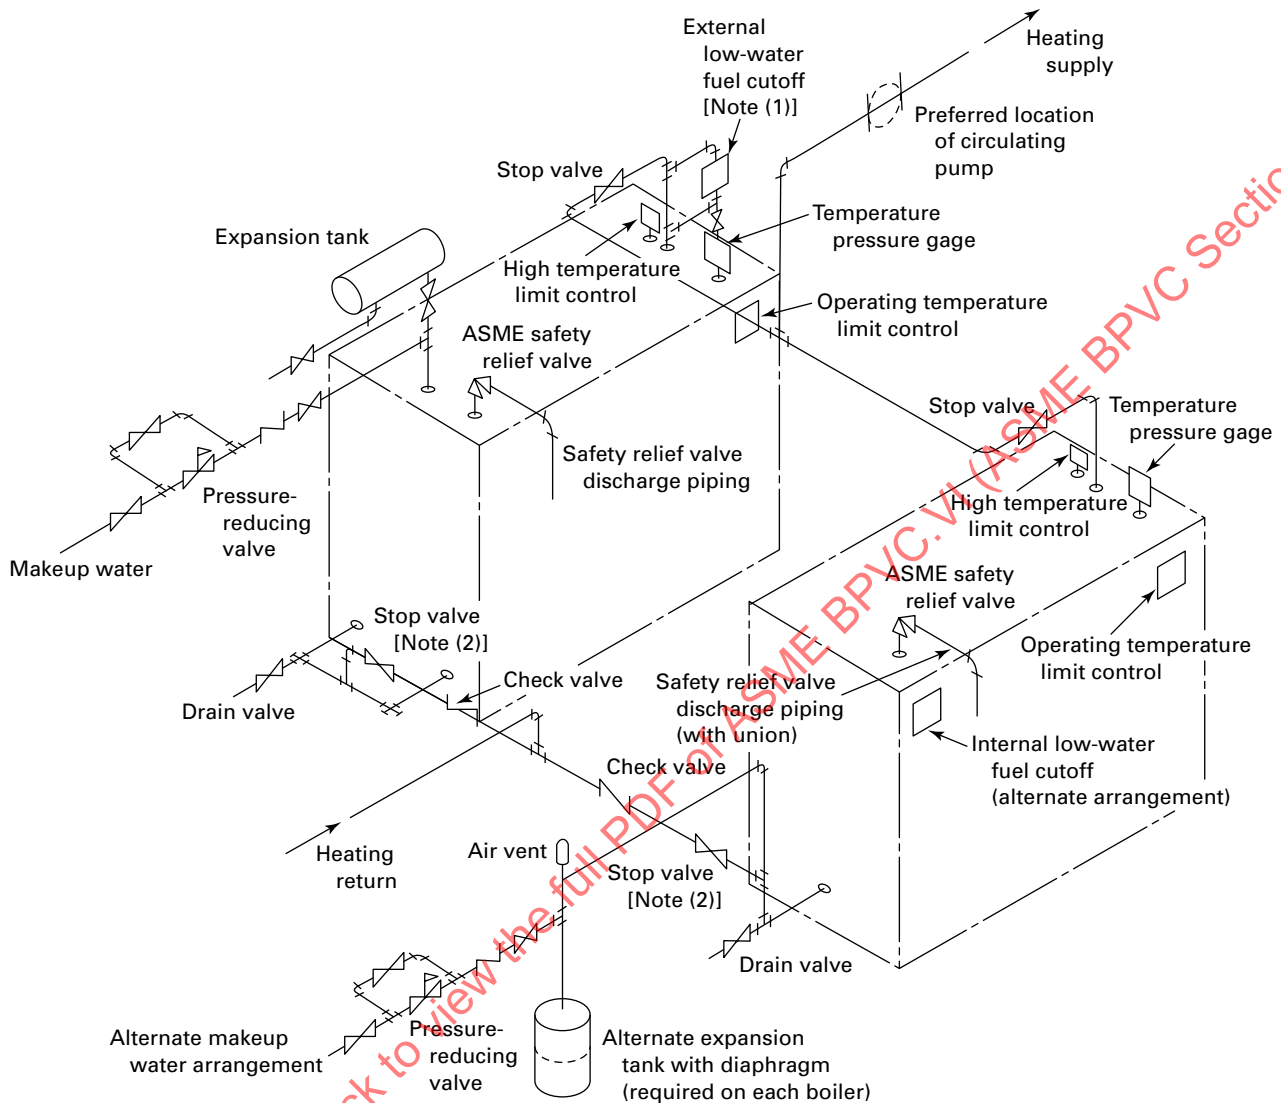 External
low-water
fuel cutoff
[Note (1)]
Heating
supply
Preferred location
of circulating
pump
Stop valve
Temperature
pressure gage
Expansion tank
High temperature
limit control
Operating temperature
limit control
ASME safety
relief valve
Stop valve
Temperature
pressure gage
Safety relief valve
discharge piping
Pressure-
reducing
valve
High temperature
limit control
Makeup water
ASME safety
relief valve
Stop valve
[Note (2)]
Operating temperature
limit control
Check valve
Safety relief valve
discharge piping
(with union)
Drain valve
Internal low-water
fuel cutoff
(alternate arrangement)
Check valve
Heating
return
Air vent
Stop valve
[Note (2)]
Drain valve
Alternate makeup
water arrangement
Pressure-
reducing
valve
Alternate expansion
tank with diaphragm
(required on each boiler)
ck to view the full PDF of ASME BPVC.VI (ASME BPVC Sectio